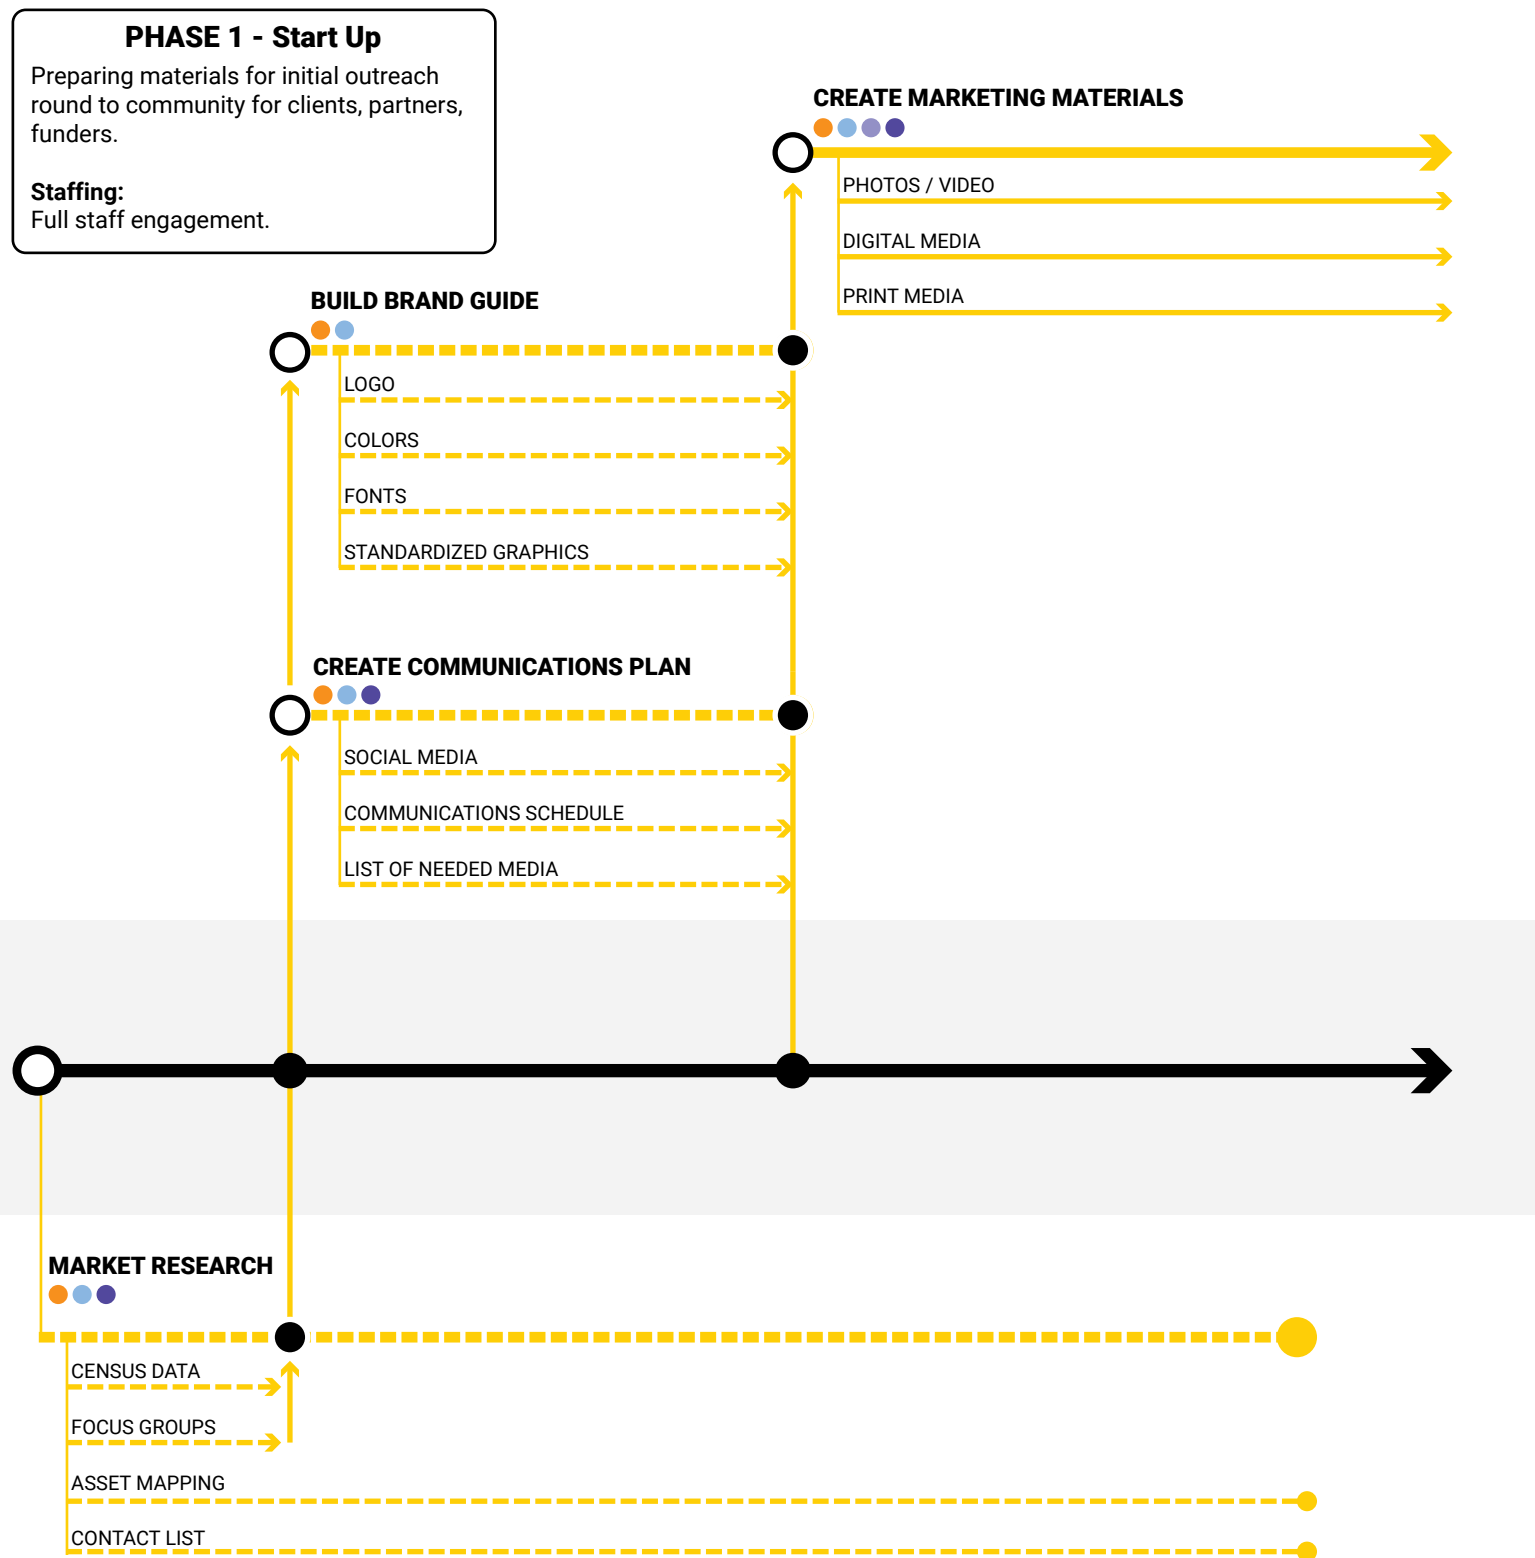 PHASE 1 - Start Up
Preparing materials for initial outreach
round to community for clients, partners,
funders.
Staffing:
Full staff engagement.
CREATE MARKETING MATERIALS
PHOTOS / VIDEO
DIGITAL MEDIA
PRINT MEDIA
BUILD BRAND GUIDE
LOGO
COLORS
FONTS
STANDARDIZED GRAPHICS
CREATE COMMUNICATIONS PLAN
SOCIAL MEDIA
COMMUNICATIONS SCHEDULE
LIST OF NEEDED MEDIA
MARKET RESEARCH
CENSUS DATA
FOCUS GROUPS
ASSET MAPPING
CONTACT LIST